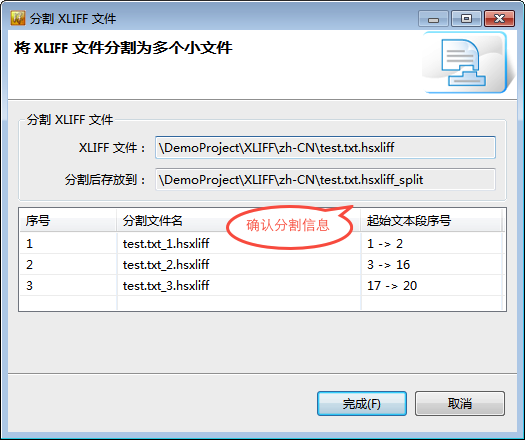 分割 XLIFF 文件
将 XLIFF 文件分割为多个小文件
分割 XLIFF 文件
XLIFF 文件： \DemoProject\XLIFF\zh-CN\test.txt.hsxliff
分割后存放到： \DemoProject\XLIFF\zh-CN\test.txt.hsxliff_split
序号 分割文件名 起始文本段序号
确认分割信息
1 test.txt_1.hsxliff 1 -> 2
2 test.txt_2.hsxliff 3 -> 16
3 test.txt_3.hsxliff 17 -> 20
完成(F) 取消